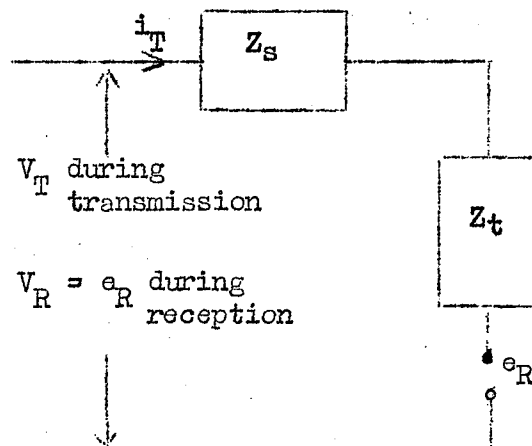 i_T
Z_s
V_T during
transmission
Z_t
V_R = e_R during
reception
e_R